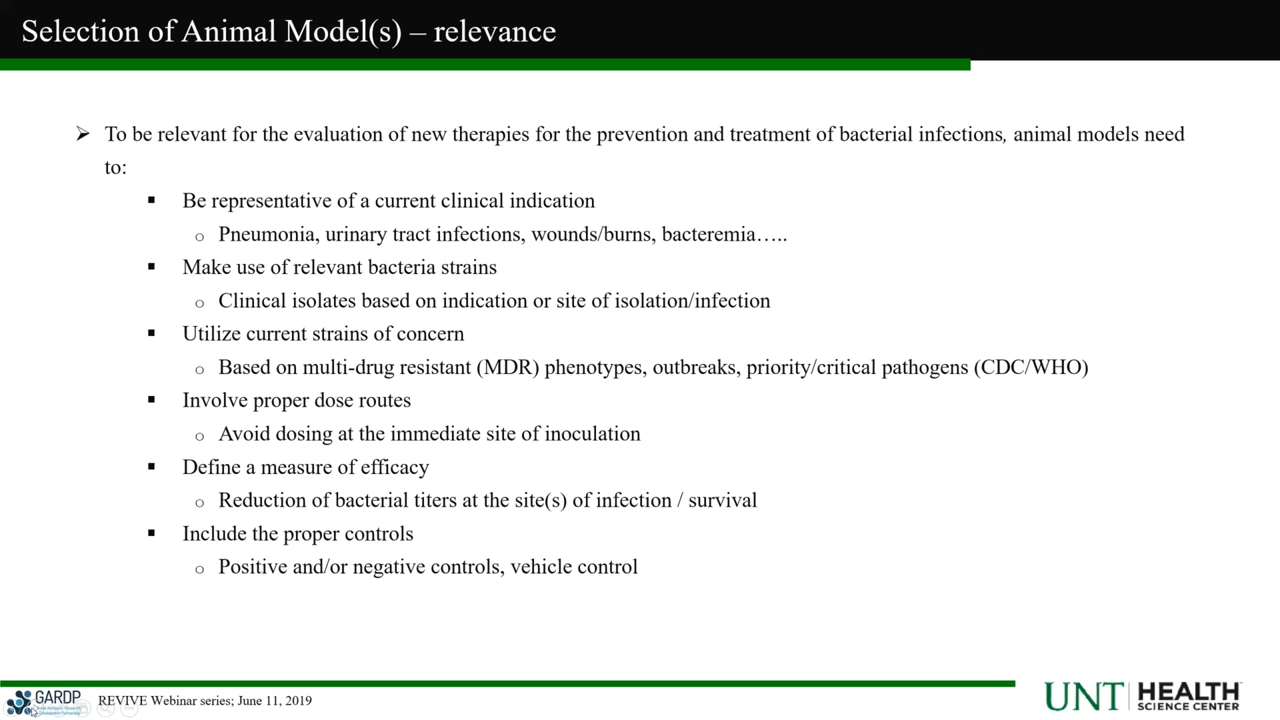 Selection of Animal Model(s) – relevance
➢ To be relevant for the evaluation of new therapies for the prevention and treatment of bacterial infections, animal models need
to:
▪ Be representative of a current clinical indication
o Pneumonia, urinary tract infections, wounds/burns, bacteremia…..
▪ Make use of relevant bacteria strains
o Clinical isolates based on indication or site of isolation/infection
▪ Utilize current strains of concern
o Based on multi-drug resistant (MDR) phenotypes, outbreaks, priority/critical pathogens (CDC/WHO)
▪ Involve proper dose routes
o Avoid dosing at the immediate site of inoculation
▪ Define a measure of efficacy
o Reduction of bacterial titers at the site(s) of infection / survival
▪ Include the proper controls
o Positive and/or negative controls, vehicle control
GARDP
REVIVE Webinar series; June 11, 2019
UNT HEALTH
SCIENCE CENTER